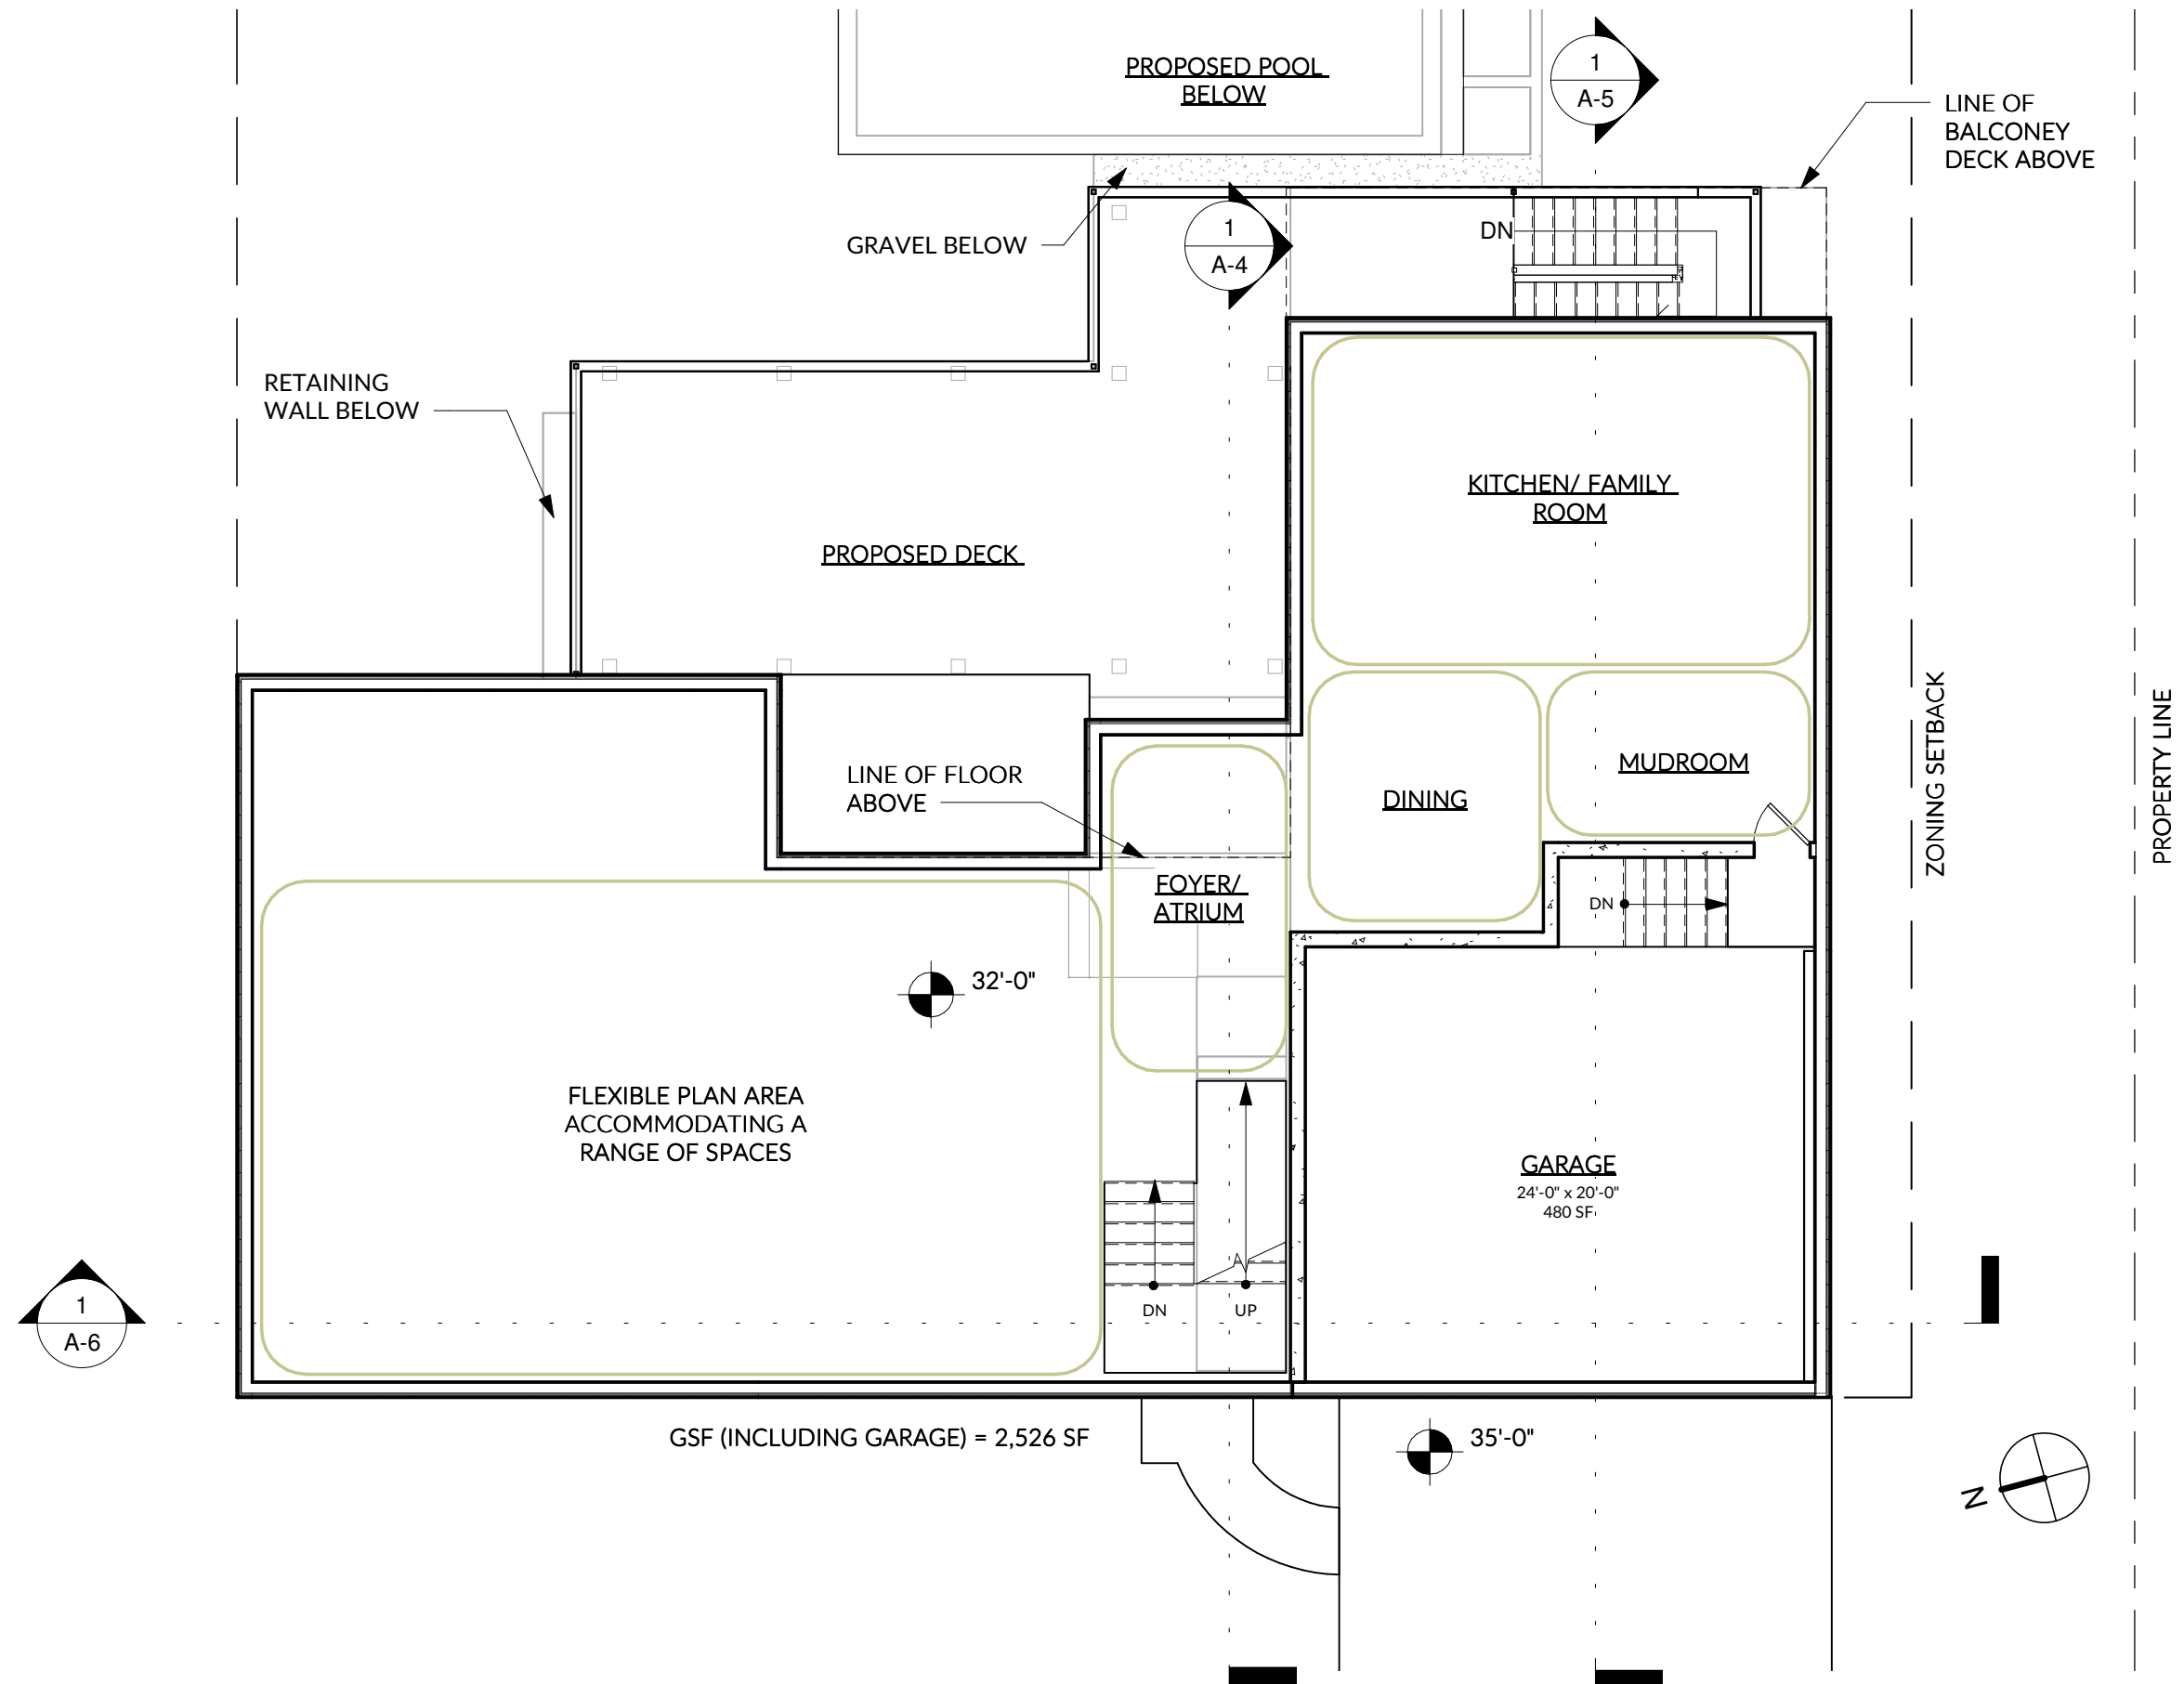 PROPOSED POOL
BELOW
1
A-5
LINE OF
BALCONEY
DECK ABOVE
GRAVEL BELOW
1
A-4
DN
RETAINING
WALL BELOW
KITCHEN/ FAMILY
ROOM
PROPOSED DECK
ZONING SETBACK
PROPERTY LINE
LINE OF FLOOR
ABOVE
MUDROOM
DINING
FOYER/
ATRIUM
DN
32'-0"
FLEXIBLE PLAN AREA
ACCOMMODATING A
RANGE OF SPACES
GARAGE
24'-0" x 20'-0"
480 SF
1
A-6
DN
UP
GSF (INCLUDING GARAGE) = 2,526 SF
35'-0"
N